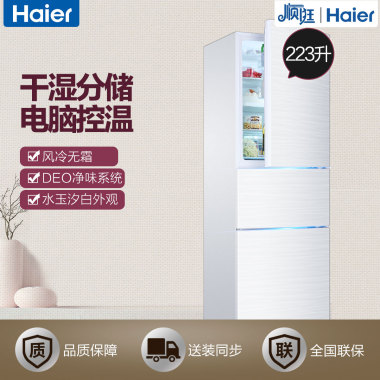 Haier
顺逛 | Haier
223升
干湿分储
电脑控温
风冷无霜
DEO净味系统
水玉汐白外观
质 品质保障
送装同步
联 全国联保